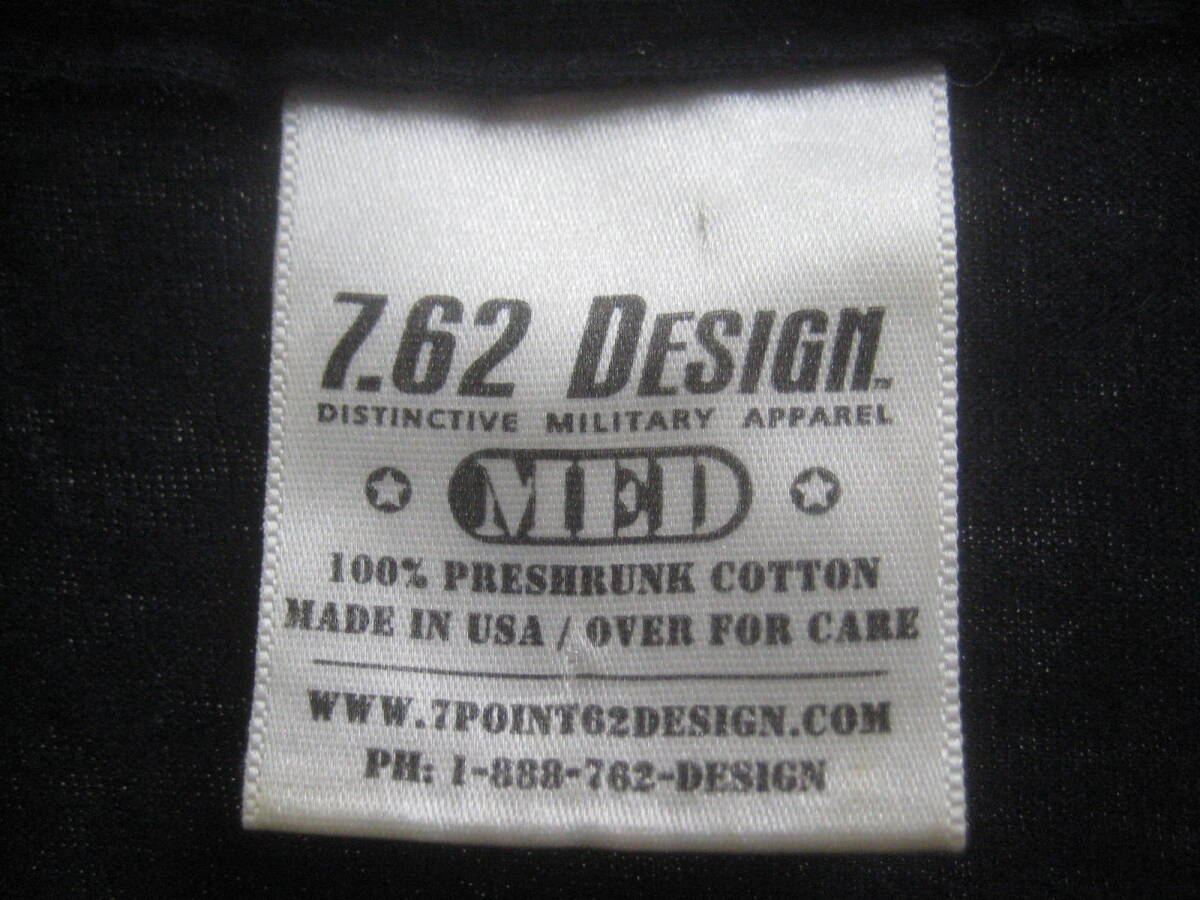 7.62 DESIGN™
DISTINCTIVE MILITARY APPAREL
MED
100% PRESHRUNK COTTON
MADE IN USA / OVER FOR CARE
WWW.7POINT62DESIGN.COM
PH: 1-888-762-DESIGN